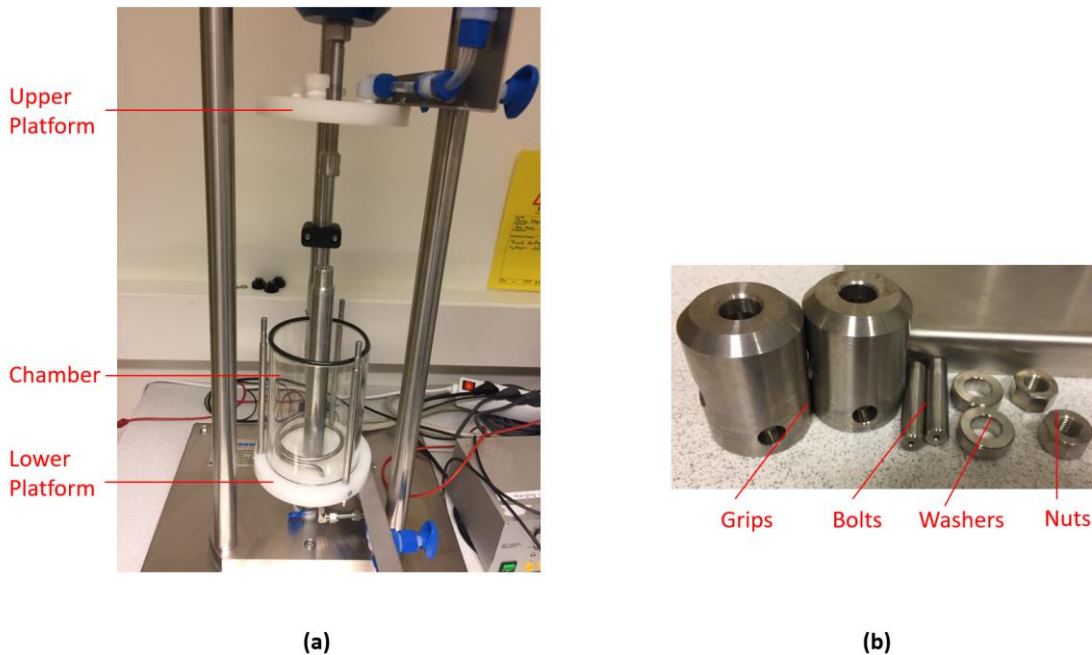 Upper
Platform
Chamber
Lower
Platform
Grips
Bolts
Washers
Nuts
(a)
(b)